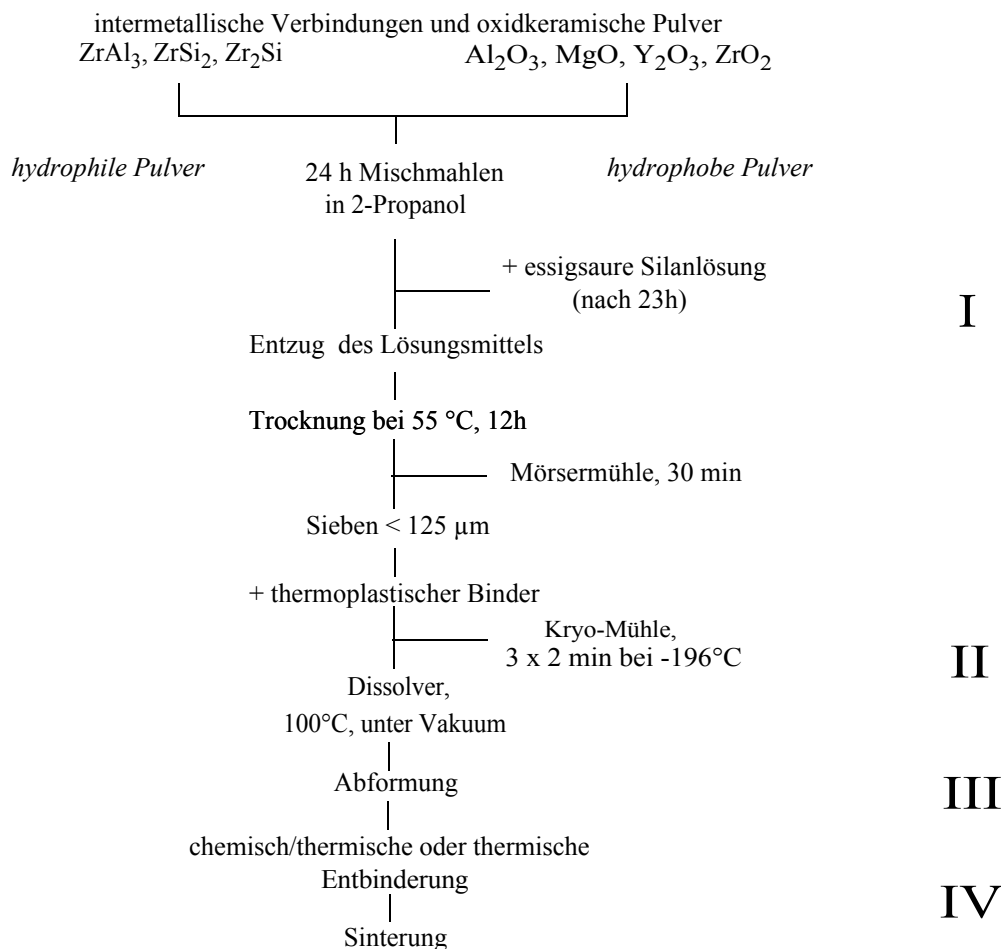 intermetallische Verbindungen und oxidkeramische Pulver
ZrAl₃, ZrSi₂, Zr₂Si
Al₂O₃, MgO, Y₂O₃, ZrO₂
hydrophile Pulver
24 h Mischmahlen
in 2-Propanol
hydrophobe Pulver
+ essigsaure Silanlösung
(nach 23h)
I
Entzug des Lösungsmittels
Trocknung bei 55 °C, 12h
Mörsermühle, 30 min
Sieben < 125 µm
+ thermoplastischer Binder
Kryo-Mühle,
3 x 2 min bei -196°C
II
Dissolver,
100°C, unter Vakuum
Abformung
III
chemisch/thermische oder thermische
Entbinderung
IV
Sinterung